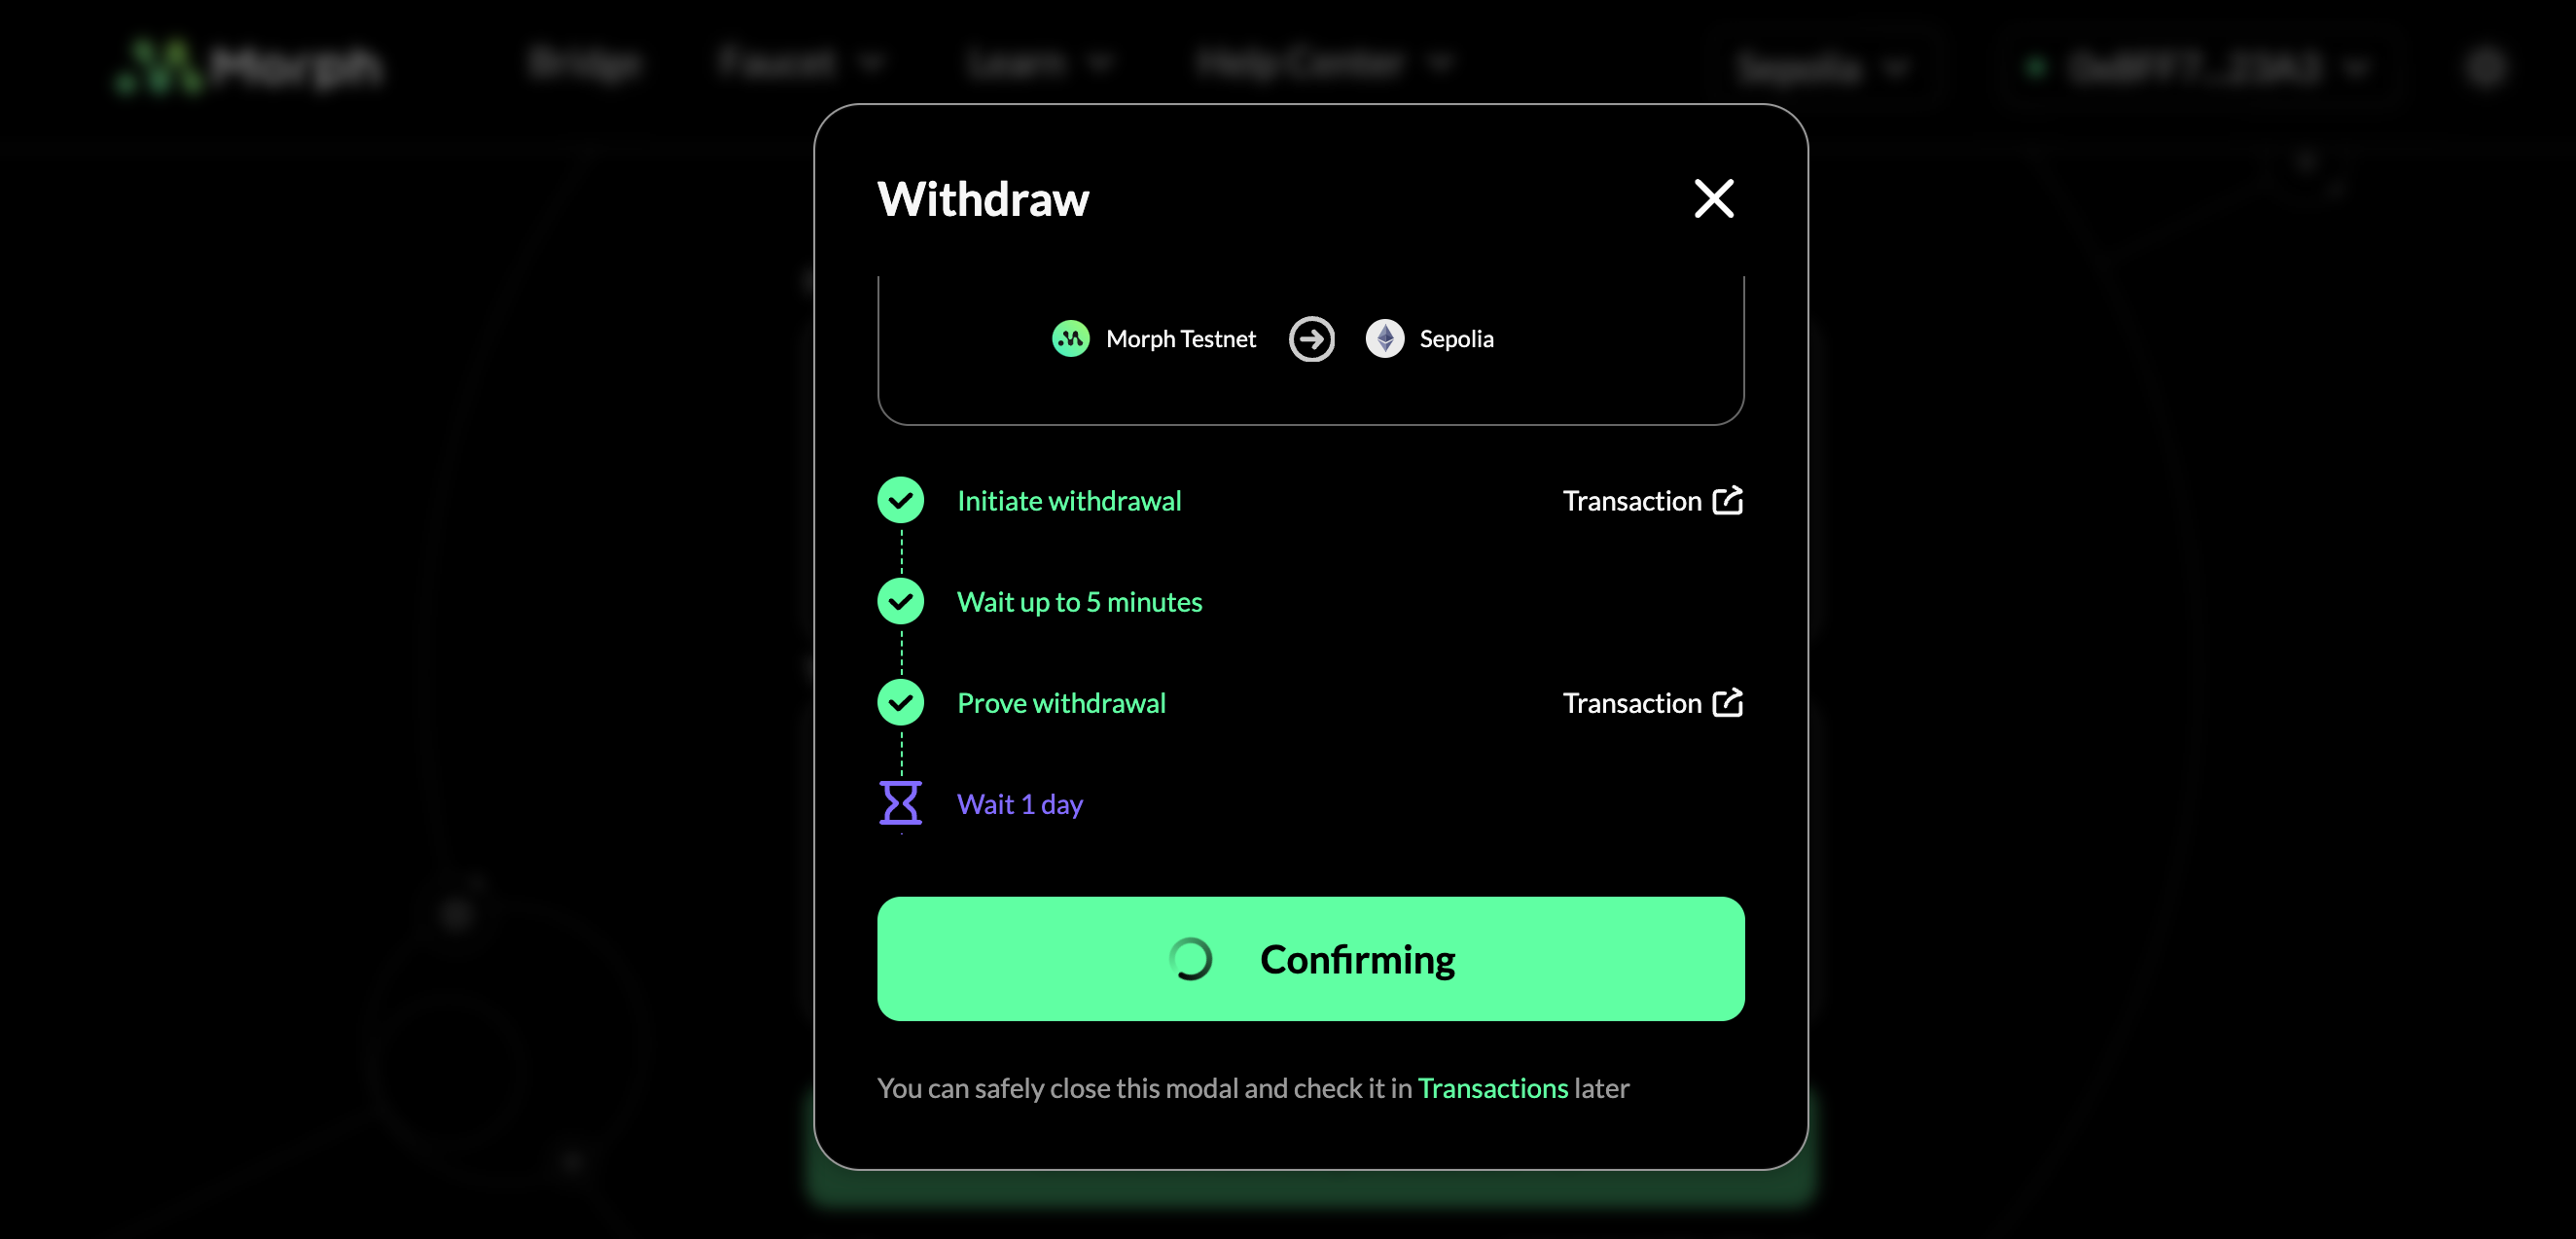 Morph
Bridge
Faucet
Learn
Help Center
Sepolia
Withdraw
Morph Testnet
Sepolia
Initiate withdrawal
Transaction
Wait up to 5 minutes
Prove withdrawal
Transaction
Wait 1 day
Confirming
You can safely close this modal and check it in Transactions later